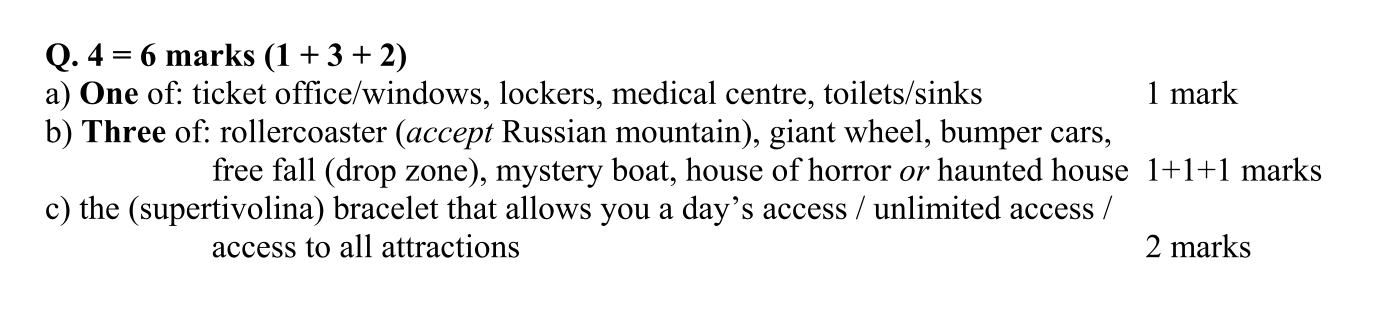 Q. 4 = 6 marks (1 + 3 + 2)
a) One of: ticket office/windows, lockers, medical centre, toilets/sinks 1 mark
b) Three of: rollercoaster (accept Russian mountain), giant wheel, bumper cars,
free fall (drop zone), mystery boat, house of horror or haunted house 1+1+1 marks
c) the (supertivolina) bracelet that allows you a day’s access / unlimited access /
access to all attractions 2 marks